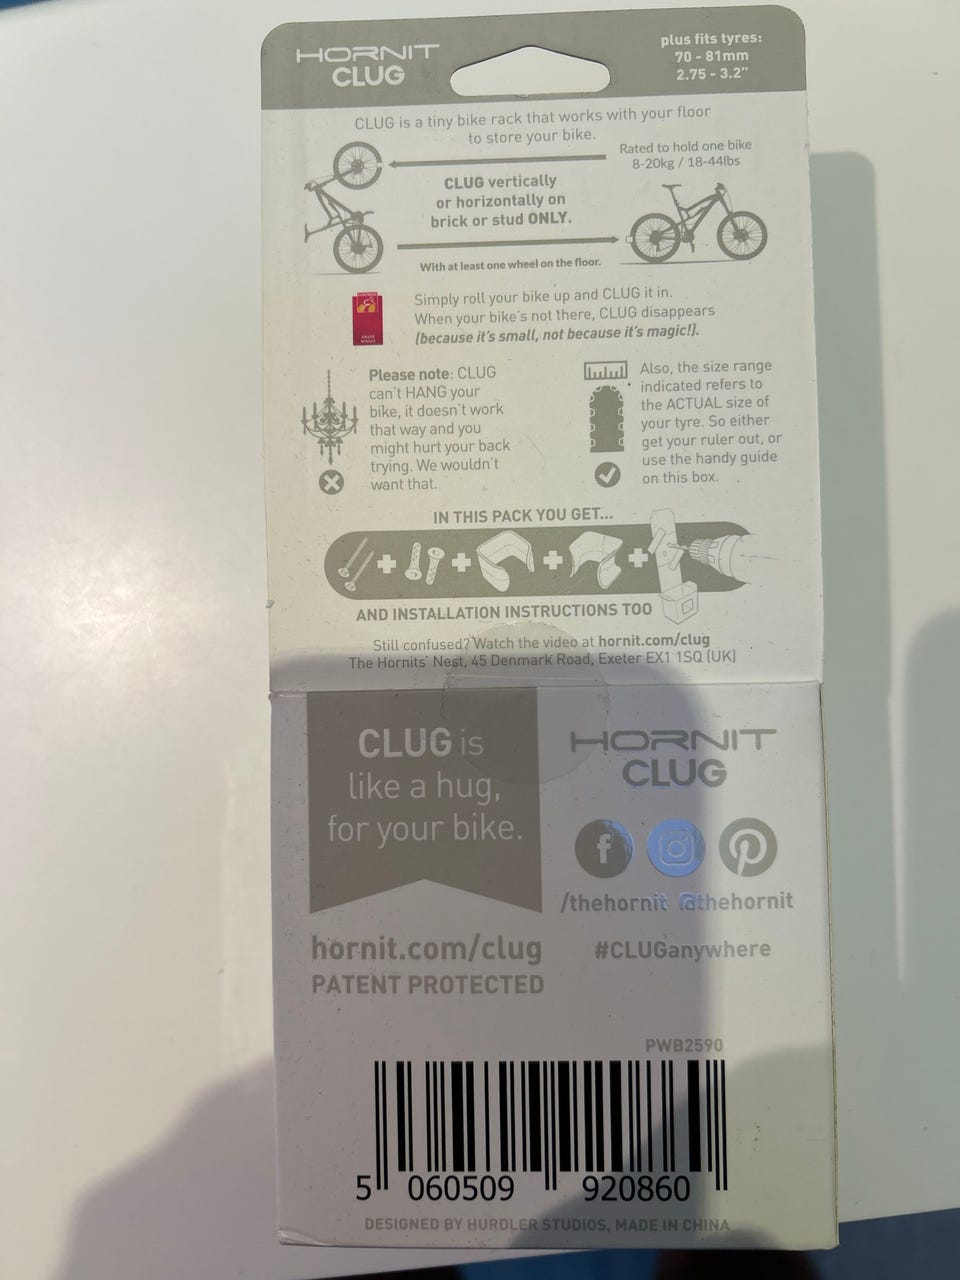 HORNIT
CLUG
plus fits tyres:
70 - 81mm
2.75 - 3.2"
CLUG is a tiny bike rack that works with your floor
to store your bike.
Rated to hold one bike
8-20kg / 18-44lbs
CLUG vertically
or horizontally on
brick or stud ONLY.
With at least one wheel on the floor.
Simply roll your bike up and CLUG it in.
When your bike's not there, CLUG disappears
(because it's small, not because it's magic!).
Please note: CLUG
can't HANG your
bike, it doesn't work
that way and you
might hurt your back
trying. We wouldn't
want that.
Also, the size range
indicated refers to
the ACTUAL size of
your tyre. So either
get your ruler out, or
use the handy guide
on this box.
IN THIS PACK YOU GET...
AND INSTALLATION INSTRUCTIONS TOO
Still confused? Watch the video at hornit.com/clug
The Hornits' Nest, 45 Denmark Road, Exeter EX1 1SQ (UK)
CLUG is
like a hug,
for your bike.
HORNIT
CLUG
/thehornit @thehornit
hornit.com/clug
#CLUGanywhere
PATENT PROTECTED
PWB2590
5 060509 920860
DESIGNED BY HURDLER STUDIOS, MADE IN CHINA